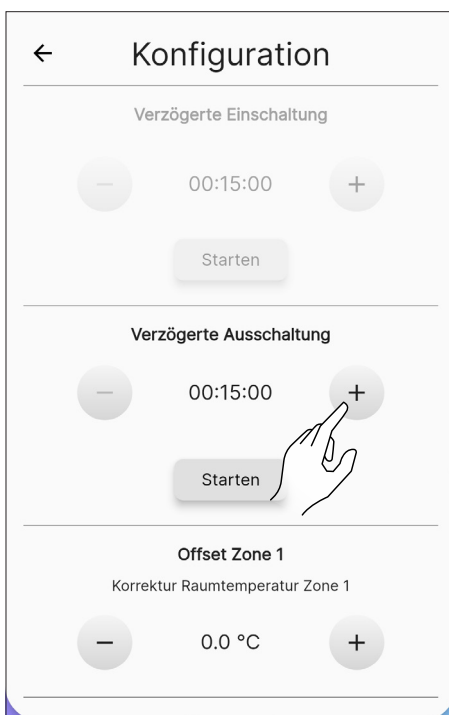 ← Konfiguration
Verzögerte Einschaltung
− 00:15:00 +
Starten
Verzögerte Ausschaltung
− 00:15:00 +
Starten
Offset Zone 1
Korrektur Raumtemperatur Zone 1
− 0.0 °C +